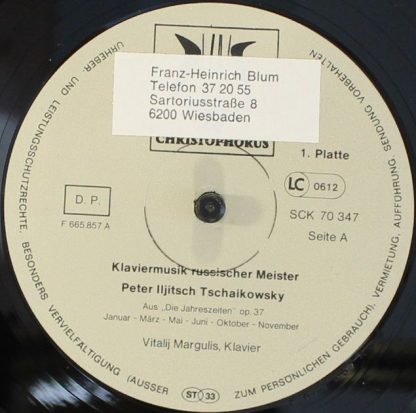 Franz-Heinrich Blum
Telefon 37 20 55
Sartoriusstraße 8
6200 Wiesbaden
CHRISTOPHORUS
1. Platte
D. P.
F 665.857 A
LC 0612
SCK 70 347
Seite A
Klaviermusik russischer Meister
Peter Iljitsch Tschaikowsky
Aus „Die Jahreszeiten" op. 37
Januar - März - Mai - Juni - Oktober - November
Vitalij Margulis, Klavier
ST 33
URHEBER UND LEISTUNGSSCHUTZRECHTE, BESONDERS VERVIELFÄLTIGUNG (AUSSER ZUM PERSÖNLICHEN GEBRAUCH), VERMIETUNG, AUFFÜHRUNG, SENDUNG VORBEHALTEN